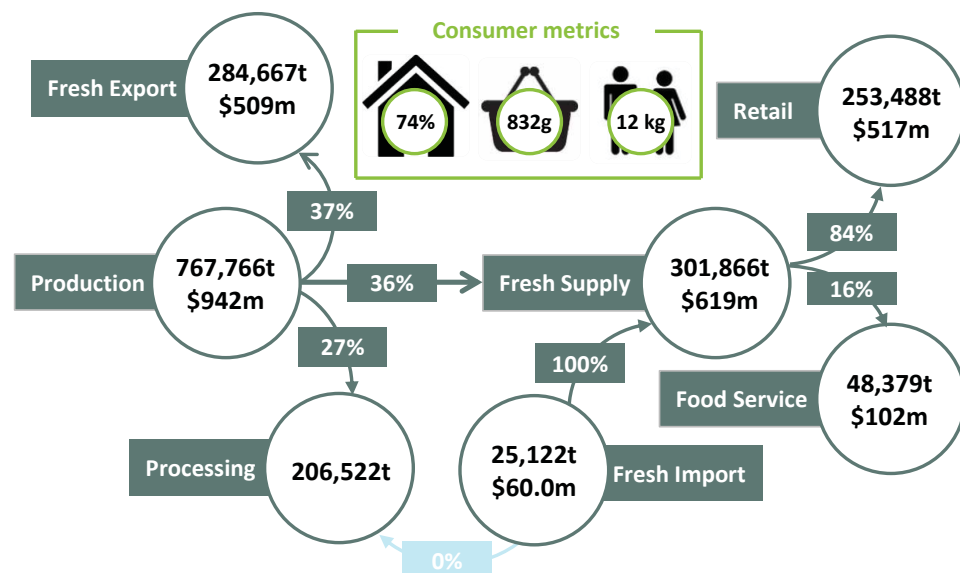 Consumer metrics
74%
832g
12 kg
Fresh Export
284,667t
$509m
Retail
253,488t
$517m
37%
84%
Production
767,766t
$942m
36%
Fresh Supply
301,866t
$619m
16%
27%
100%
Food Service
48,379t
$102m
Processing
206,522t
25,122t
$60.0m
Fresh Import
0%